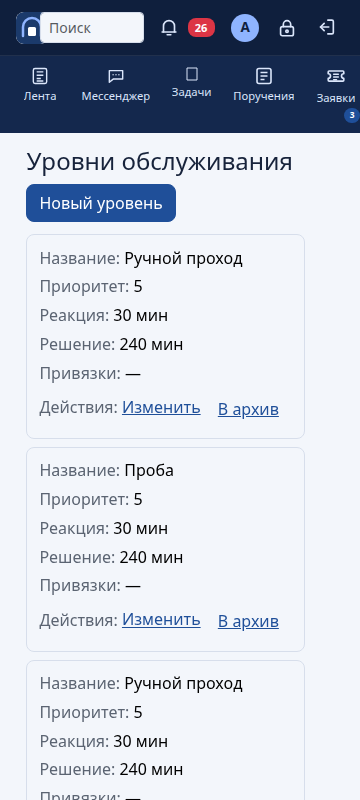 Поиск
26
A
Лента
Мессенджер
Задачи
Поручения
Заявки
3
Уровни обслуживания
Новый уровень
Название: Ручной проход
Приоритет: 5
Реакция: 30 мин
Решение: 240 мин
Привязки: —
Действия: Изменить В архив
Название: Проба
Приоритет: 5
Реакция: 30 мин
Решение: 240 мин
Привязки: —
Действия: Изменить В архив
Название: Ручной проход
Приоритет: 5
Реакция: 30 мин
Решение: 240 мин
Привязки: —